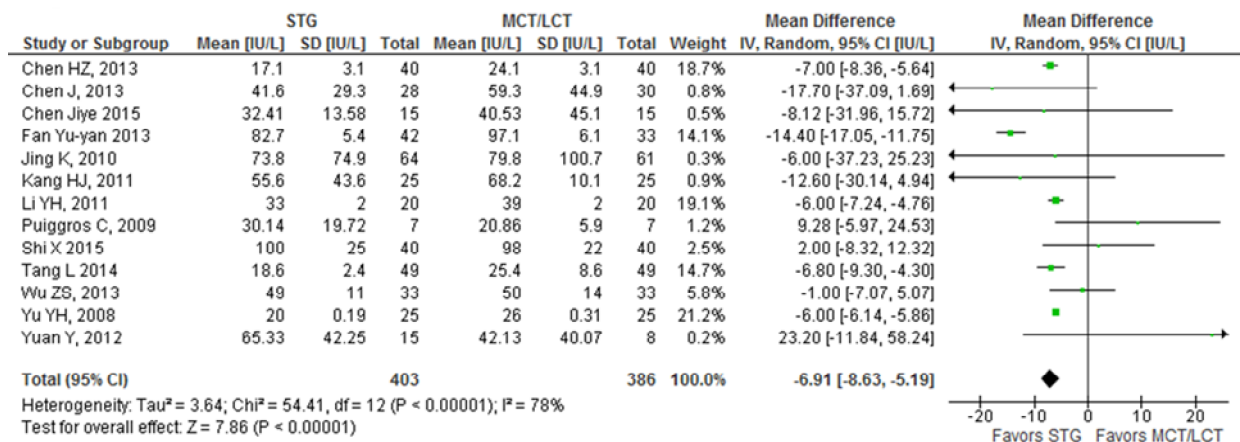 STG MCT/LCT Mean Difference Mean Difference
Study or Subgroup Mean [IU/L] SD [IU/L] Total Mean [IU/L] SD [IU/L] Total Weight IV, Random, 95% CI [IU/L] IV, Random, 95% CI [IU/L]
Chen HZ, 2013 17.1 3.1 40 24.1 3.1 40 18.7% -7.00 [-8.36, -5.64]
Chen J, 2013 41.6 29.3 28 59.3 44.9 30 0.8% -17.70 [-37.09, 1.69]
Chen Jiye 2015 32.41 13.58 15 40.53 45.1 15 0.5% -8.12 [-31.96, 15.72]
Fan Yu-yan 2013 82.7 5.4 42 97.1 6.1 33 14.1% -14.40 [-17.05, -11.75]
Jing K, 2010 73.8 74.9 64 79.8 100.7 61 0.3% -6.00 [-37.23, 25.23]
Kang HJ, 2011 55.6 43.6 25 68.2 10.1 25 0.9% -12.60 [-30.14, 4.94]
Li YH, 2011 33 2 20 39 2 20 19.1% -6.00 [-7.24, -4.76]
Puiggros C, 2009 30.14 19.72 7 20.86 5.9 7 1.2% 9.28 [-5.97, 24.53]
Shi X 2015 100 25 40 98 22 40 2.5% 2.00 [-8.32, 12.32]
Tang L 2014 18.6 2.4 49 25.4 8.6 49 14.7% -6.80 [-9.30, -4.30]
Wu ZS, 2013 49 11 33 50 14 33 5.8% -1.00 [-7.07, 5.07]
Yu YH, 2008 20 0.19 25 26 0.31 25 21.2% -6.00 [-6.14, -5.86]
Yuan Y, 2012 65.33 42.25 15 42.13 40.07 8 0.2% 23.20 [-11.84, 58.24]
Total (95% CI) 403 386 100.0% -6.91 [-8.63, -5.19]
Heterogeneity: Tau² = 3.64; Chi² = 54.41, df = 12 (P < 0.00001); I² = 78%
Test for overall effect: Z = 7.86 (P < 0.00001)
-20 -10 0 10 20
Favors STG Favors MCT/LCT